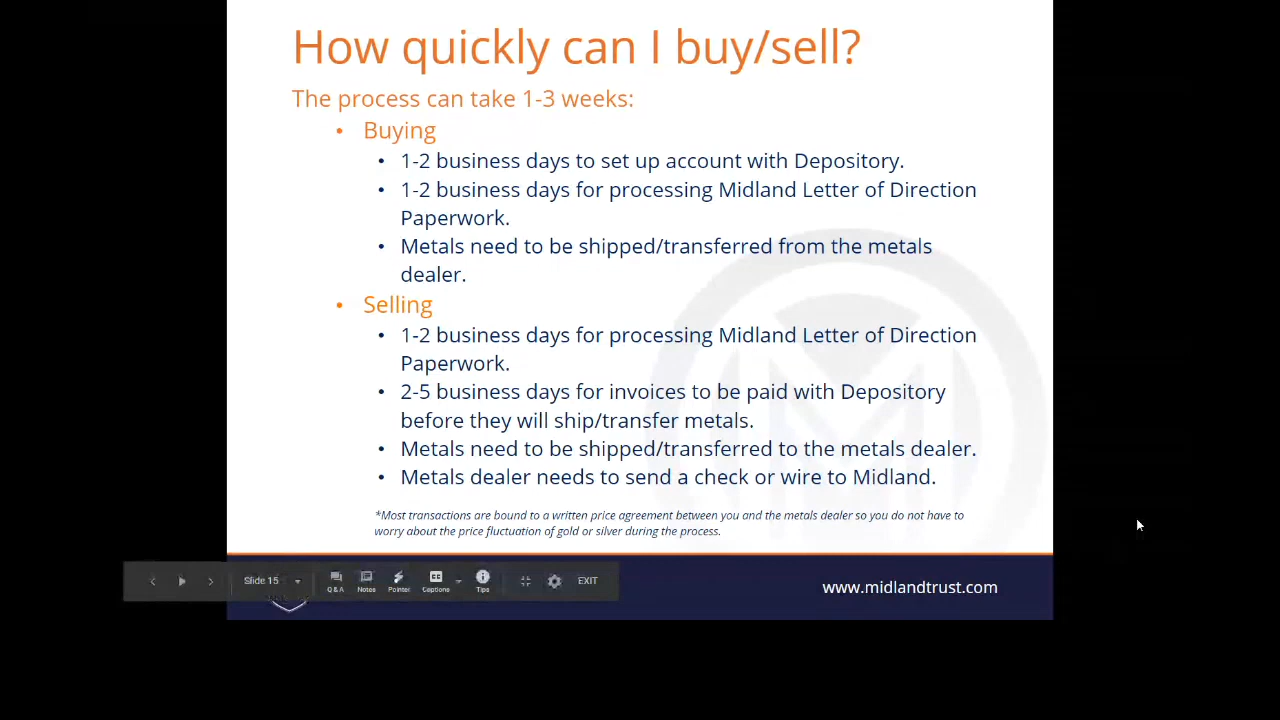 How quickly can I buy/sell?
The process can take 1-3 weeks:
• Buying
• 1-2 business days to set up account with Depository.
• 1-2 business days for processing Midland Letter of Direction
Paperwork.
• Metals need to be shipped/transferred from the metals
dealer.
• Selling
• 1-2 business days for processing Midland Letter of Direction
Paperwork.
• 2-5 business days for invoices to be paid with Depository
before they will ship/transfer metals.
• Metals need to be shipped/transferred to the metals dealer.
• Metals dealer needs to send a check or wire to Midland.
*Most transactions are bound to a written price agreement between you and the metals dealer so you do not have to
worry about the price fluctuation of gold or silver during the process.
Slide 15
Q&A Notes Pointer Captions Tips EXIT
www.midlandtrust.com